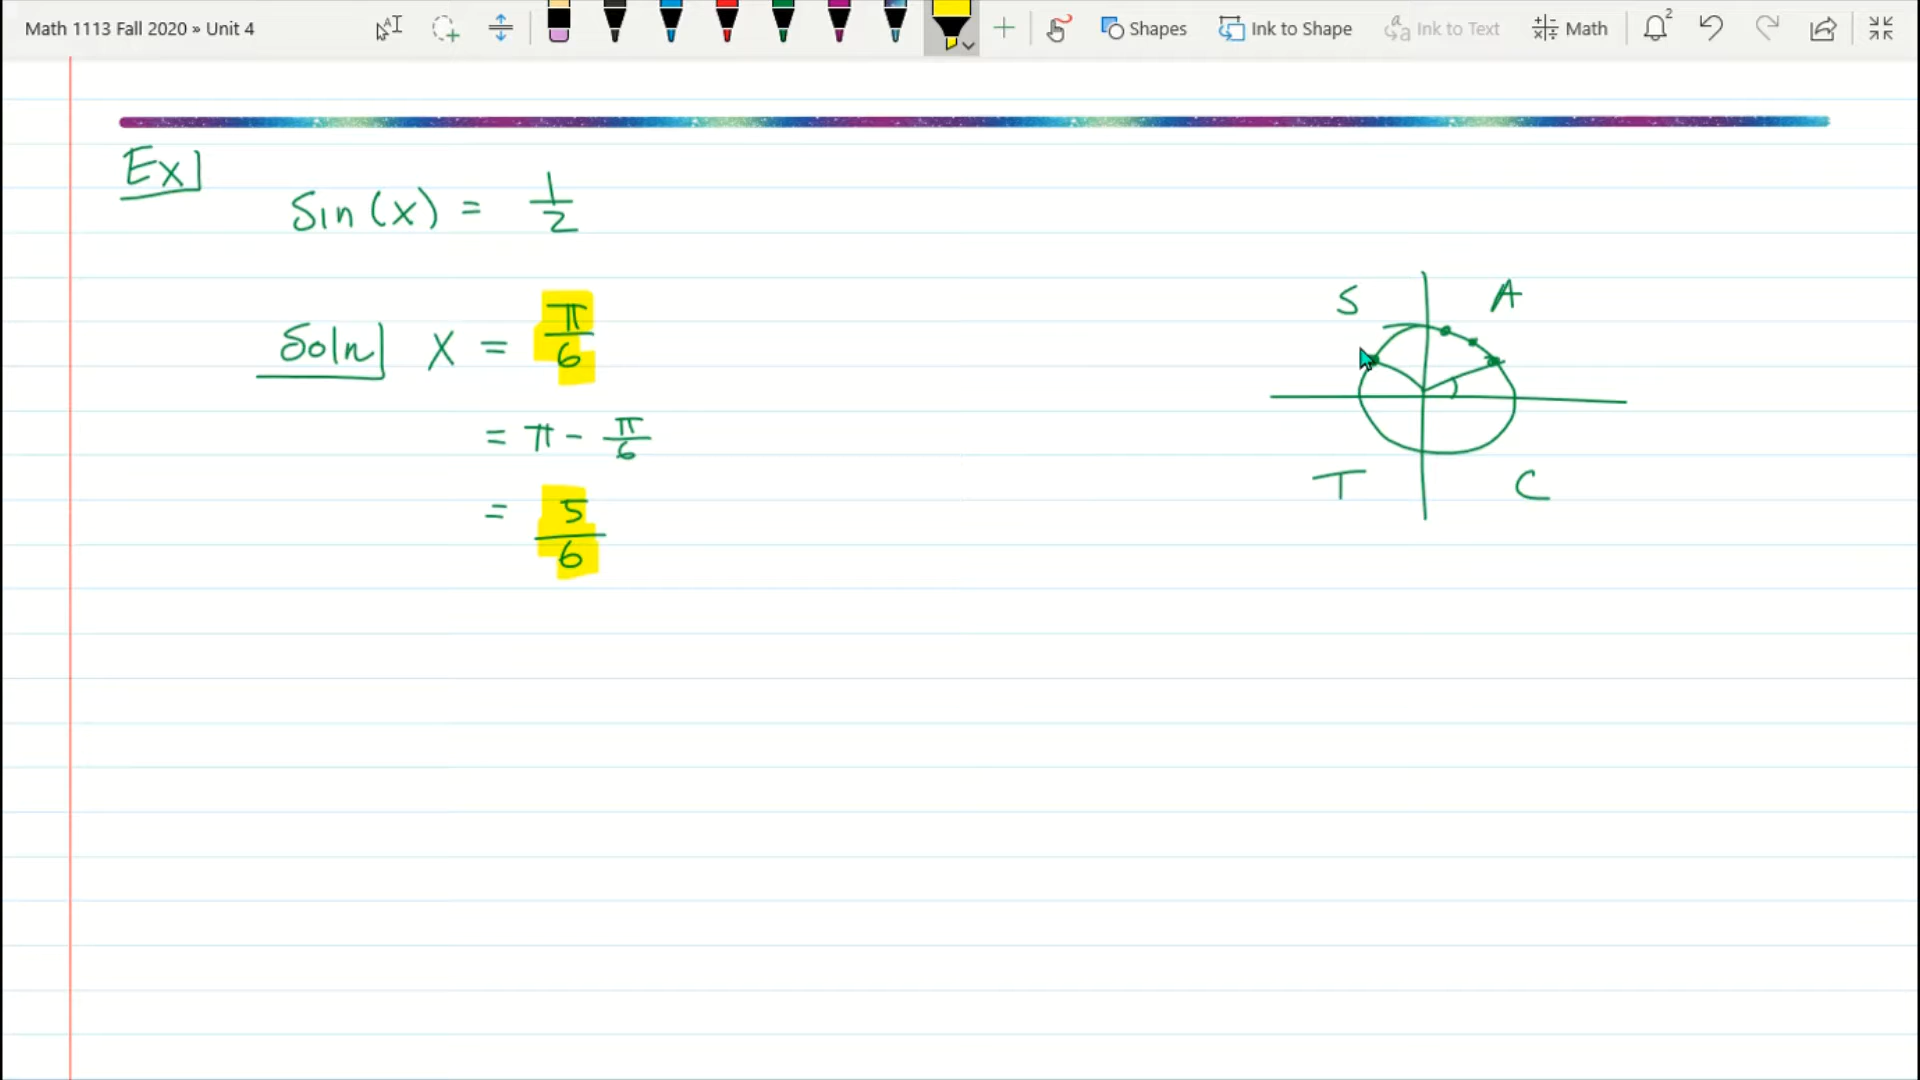 Math 1113 Fall 2020 » Unit 4
Shapes
Ink to Shape
Ink to Text
Math
2
Ex
Sin(x) = 1/2
Soln x = π/6
= π - π/6
= 5/6
S A
T C